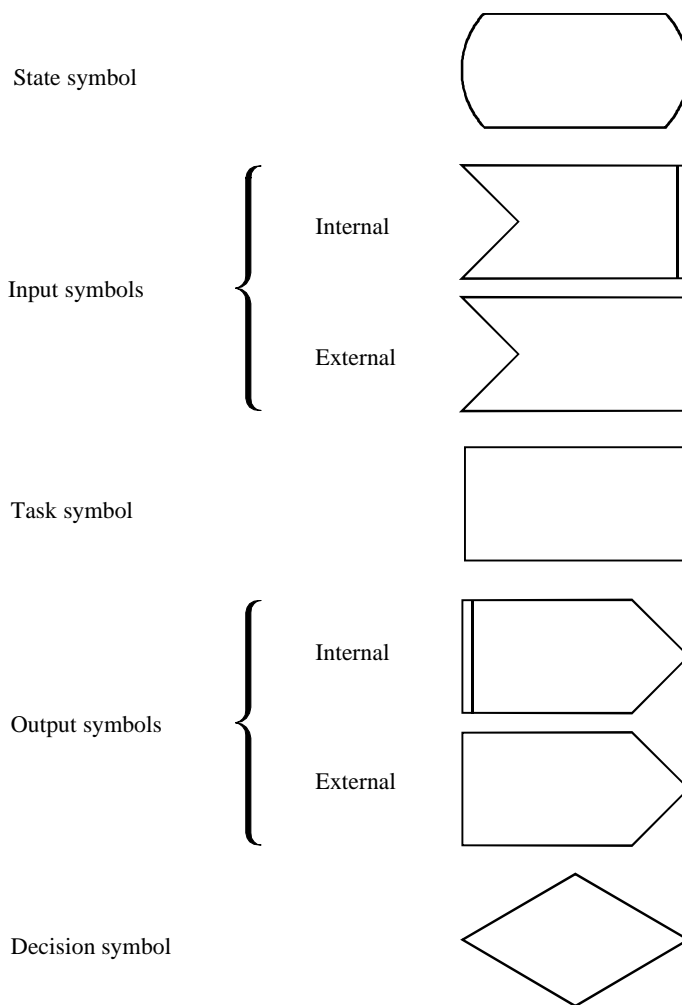 State symbol
Internal
Input symbols
External
Task symbol
Internal
Output symbols
External
Decision symbol